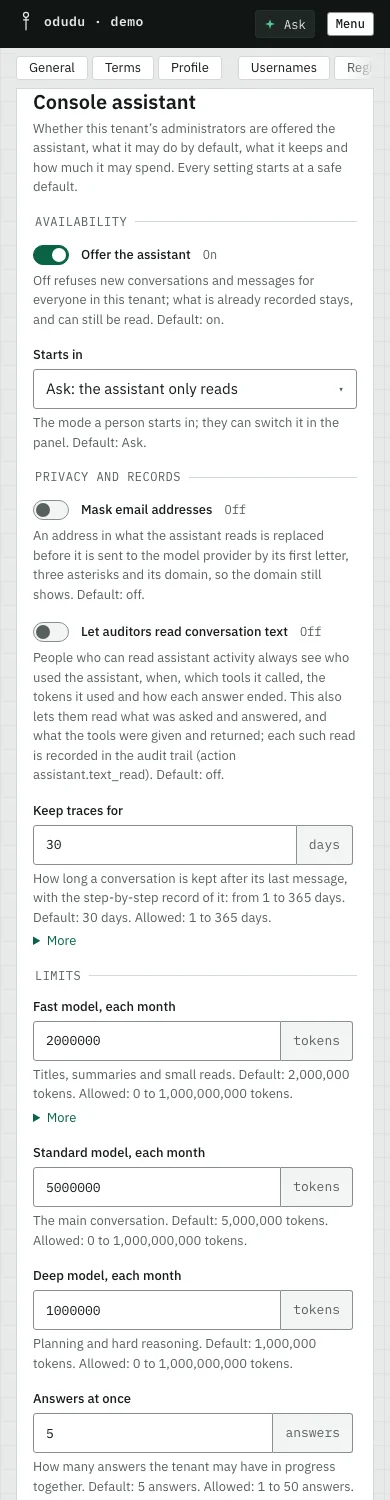 odudu · demo
Ask
Menu
General
Terms
Profile
Usernames
Console assistant
Whether this tenant's administrators are offered the
assistant, what it may do by default, what it keeps and
how much it may spend. Every setting starts at a safe
default.
AVAILABILITY
Offer the assistant On
Off refuses new conversations and messages for
everyone in this tenant; what is already recorded stays,
and can still be read. Default: on.
Starts in
Ask: the assistant only reads
The mode a person starts in; they can switch it in the
panel. Default: Ask.
PRIVACY AND RECORDS
Mask email addresses Off
An address in what the assistant reads is replaced
before it is sent to the model provider by its first letter,
three asterisks and its domain, so the domain still
shows. Default: off.
Let auditors read conversation text Off
People who can read assistant activity always see who
used the assistant, when, which tools it called, the
tokens it used and how each answer ended. This also
lets them read what was asked and answered, and
what the tools were given and returned; each such read
is recorded in the audit trail (action
assistant.text_read). Default: off.
Keep traces for
30 days
How long a conversation is kept after its last message,
with the step-by-step record of it: from 1 to 365 days.
Default: 30 days. Allowed: 1 to 365 days.
More
LIMITS
Fast model, each month
2000000 tokens
Titles, summaries and small reads. Default: 2,000,000
tokens. Allowed: 0 to 1,000,000,000 tokens.
More
Standard model, each month
5000000 tokens
The main conversation. Default: 5,000,000 tokens.
Allowed: 0 to 1,000,000,000 tokens.
Deep model, each month
1000000 tokens
Planning and hard reasoning. Default: 1,000,000
tokens. Allowed: 0 to 1,000,000,000 tokens.
Answers at once
5 answers
How many answers the tenant may have in progress
together. Default: 5 answers. Allowed: 1 to 50 answers.